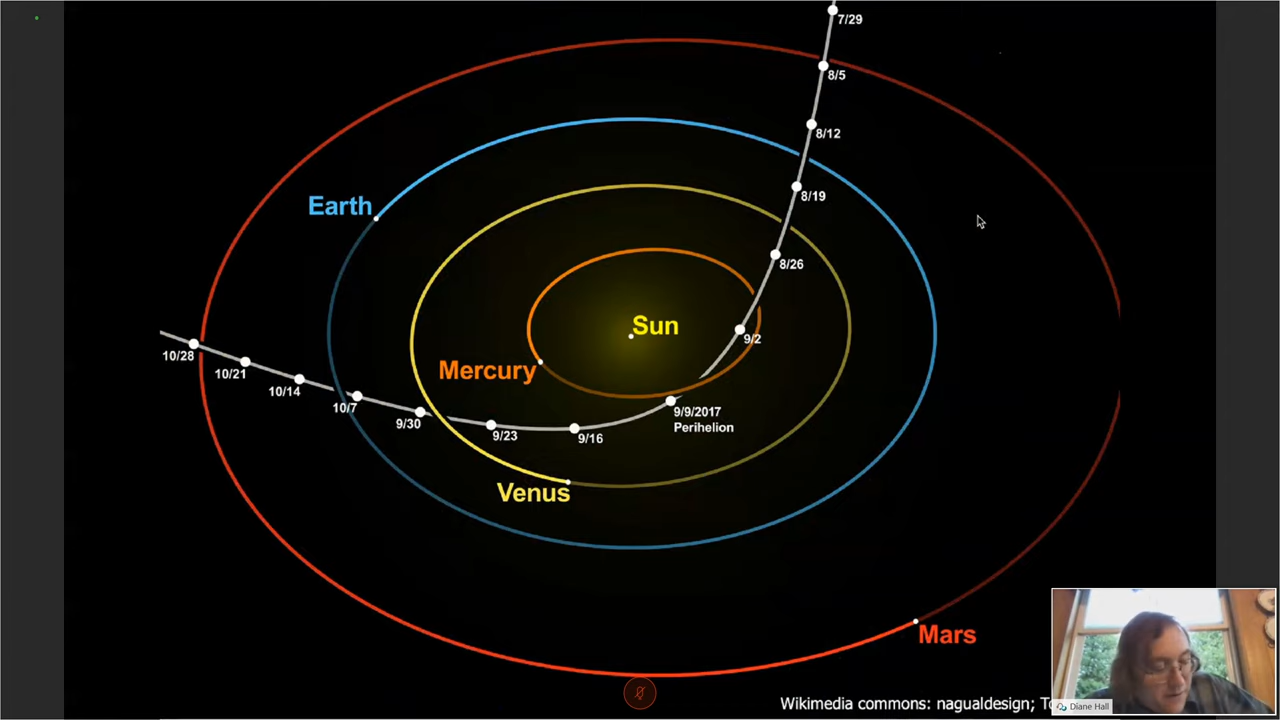 7/29
8/5
8/12
8/19
Earth
8/26
Sun
9/2
10/28
10/21
Mercury
10/14
10/7
9/30
9/9/2017
Perihelion
9/23
9/16
Venus
Mars
Wikimedia commons: nagualdesign;
Diane Hall